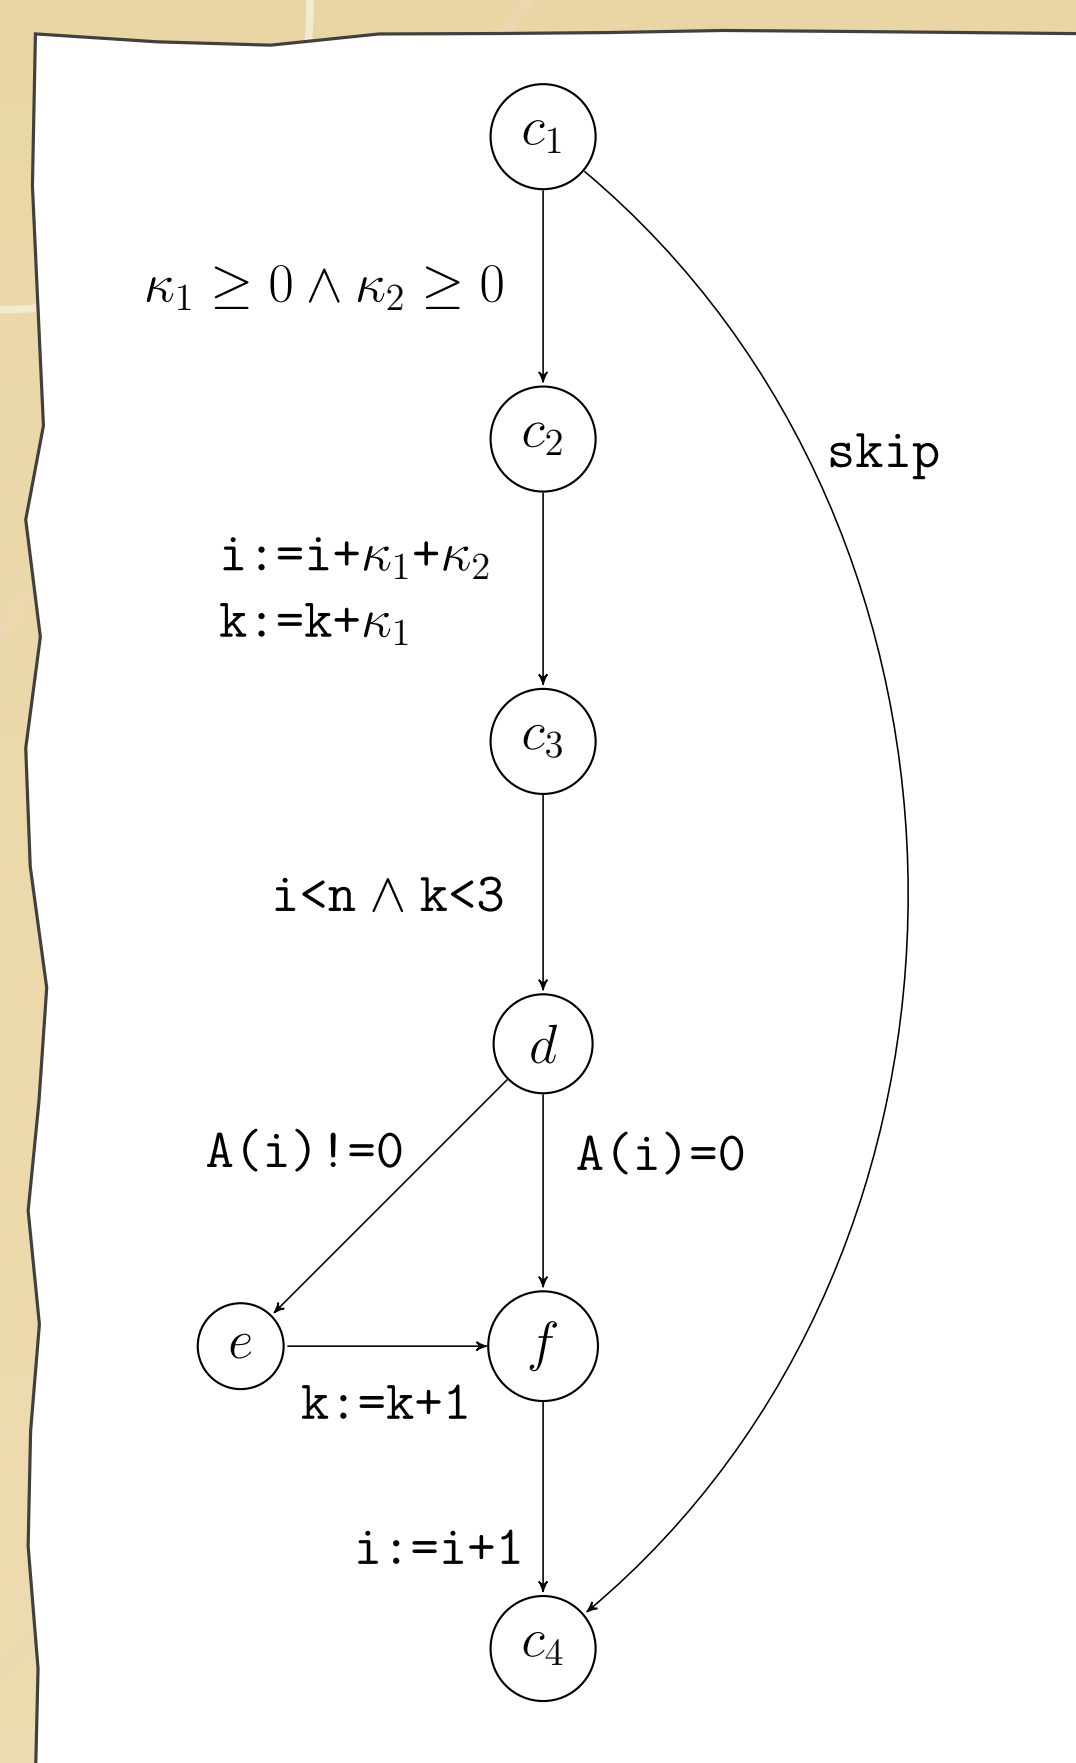 c₁
κ₁ ≥ 0 ∧ κ₂ ≥ 0
c₂
skip
i:=i+κ₁+κ₂
k:=k+κ₁
c₃
i<n ∧ k<3
d
A(i)!=0
A(i)=0
e
f
k:=k+1
i:=i+1
c₄